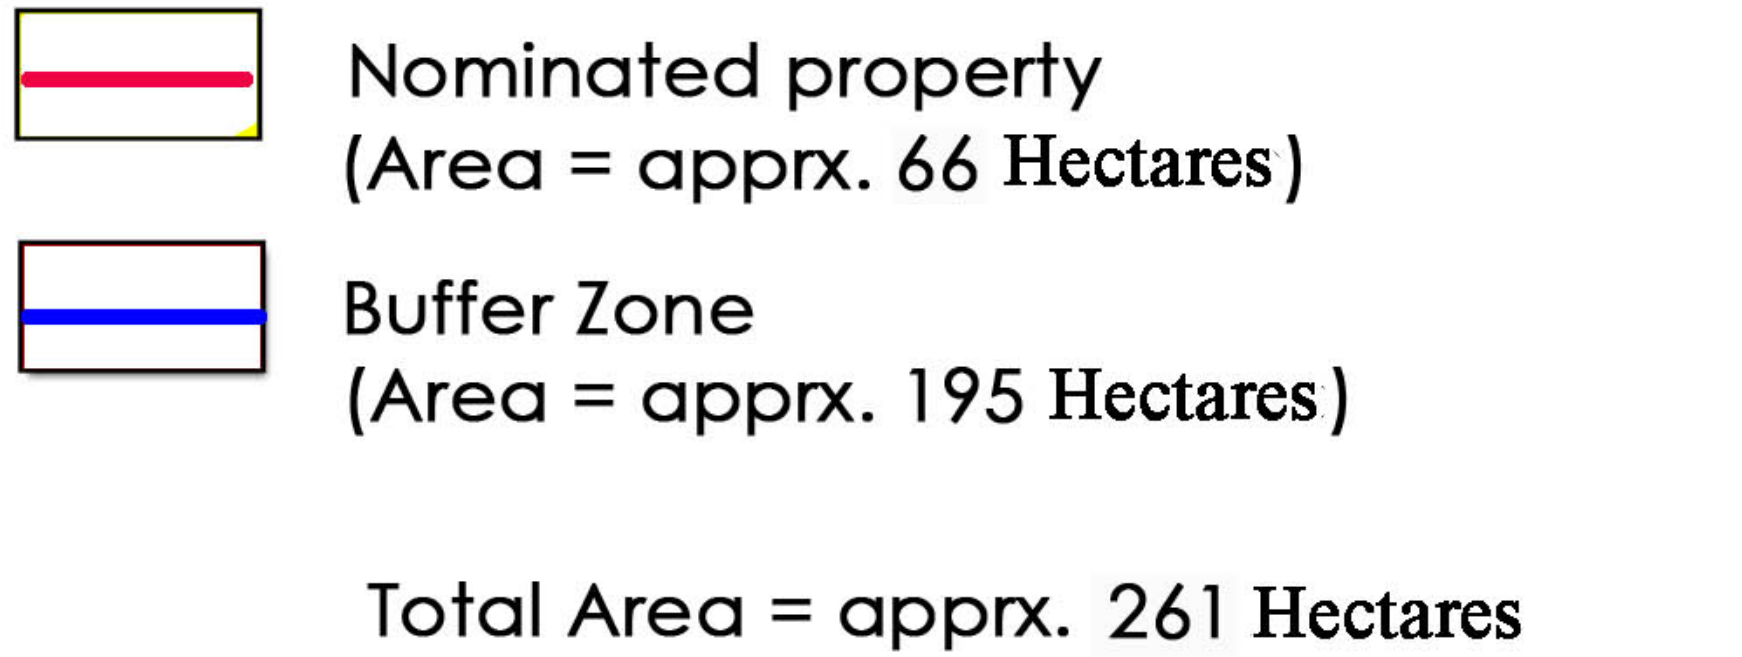 Nominated property
(Area = apprx. 66 Hectares)
Buffer Zone
(Area = apprx. 195 Hectares)
Total Area = apprx. 261 Hectares